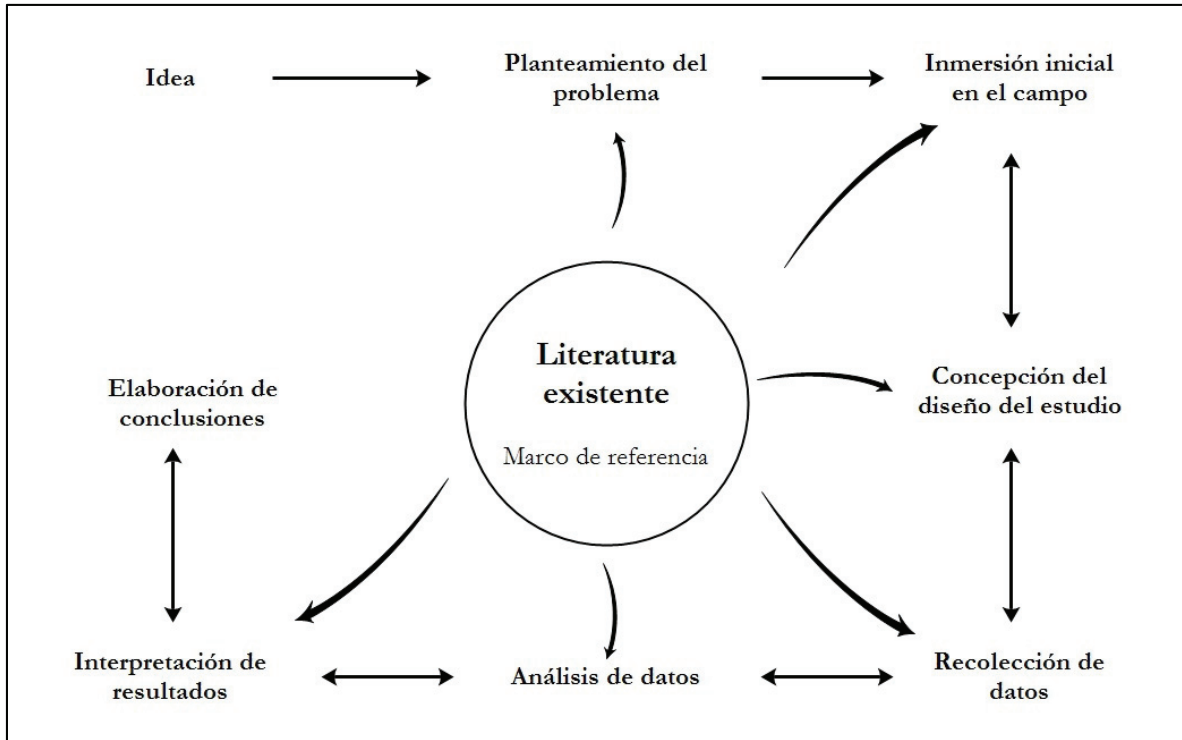 Idea
Planteamiento del
problema
Inmersión inicial
en el campo
Literatura
existente
Marco de referencia
Concepción del
diseño del estudio
Elaboración de
conclusiones
Interpretación de
resultados
Análisis de datos
Recolección de
datos